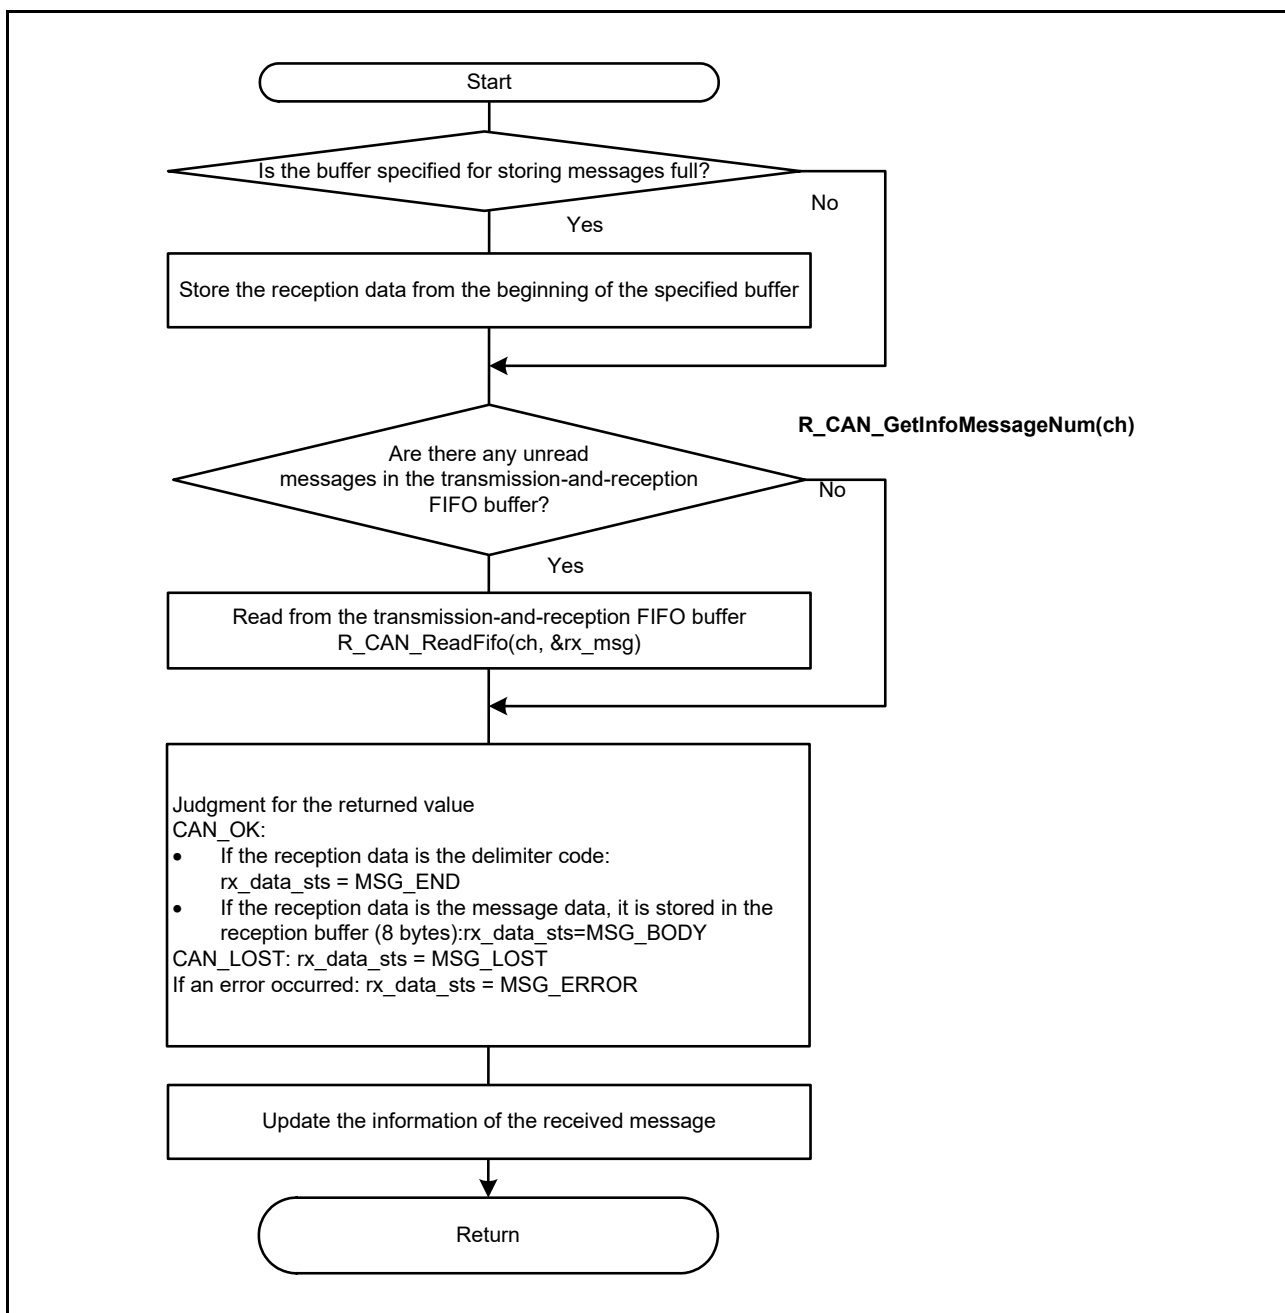 Start
Is the buffer specified for storing messages full?
No
Yes
Store the reception data from the beginning of the specified buffer
R_CAN_GetInfoMessageNum(ch)
Are there any unread
messages in the transmission-and-reception
FIFO buffer?
No
Yes
Read from the transmission-and-reception FIFO buffer
R_CAN_ReadFifo(ch, &rx_msg)
Judgment for the returned value
CAN_OK:
• If the reception data is the delimiter code:
rx_data_sts = MSG_END
• If the reception data is the message data, it is stored in the
reception buffer (8 bytes):rx_data_sts=MSG_BODY
CAN_LOST: rx_data_sts = MSG_LOST
If an error occurred: rx_data_sts = MSG_ERROR
Update the information of the received message
Return